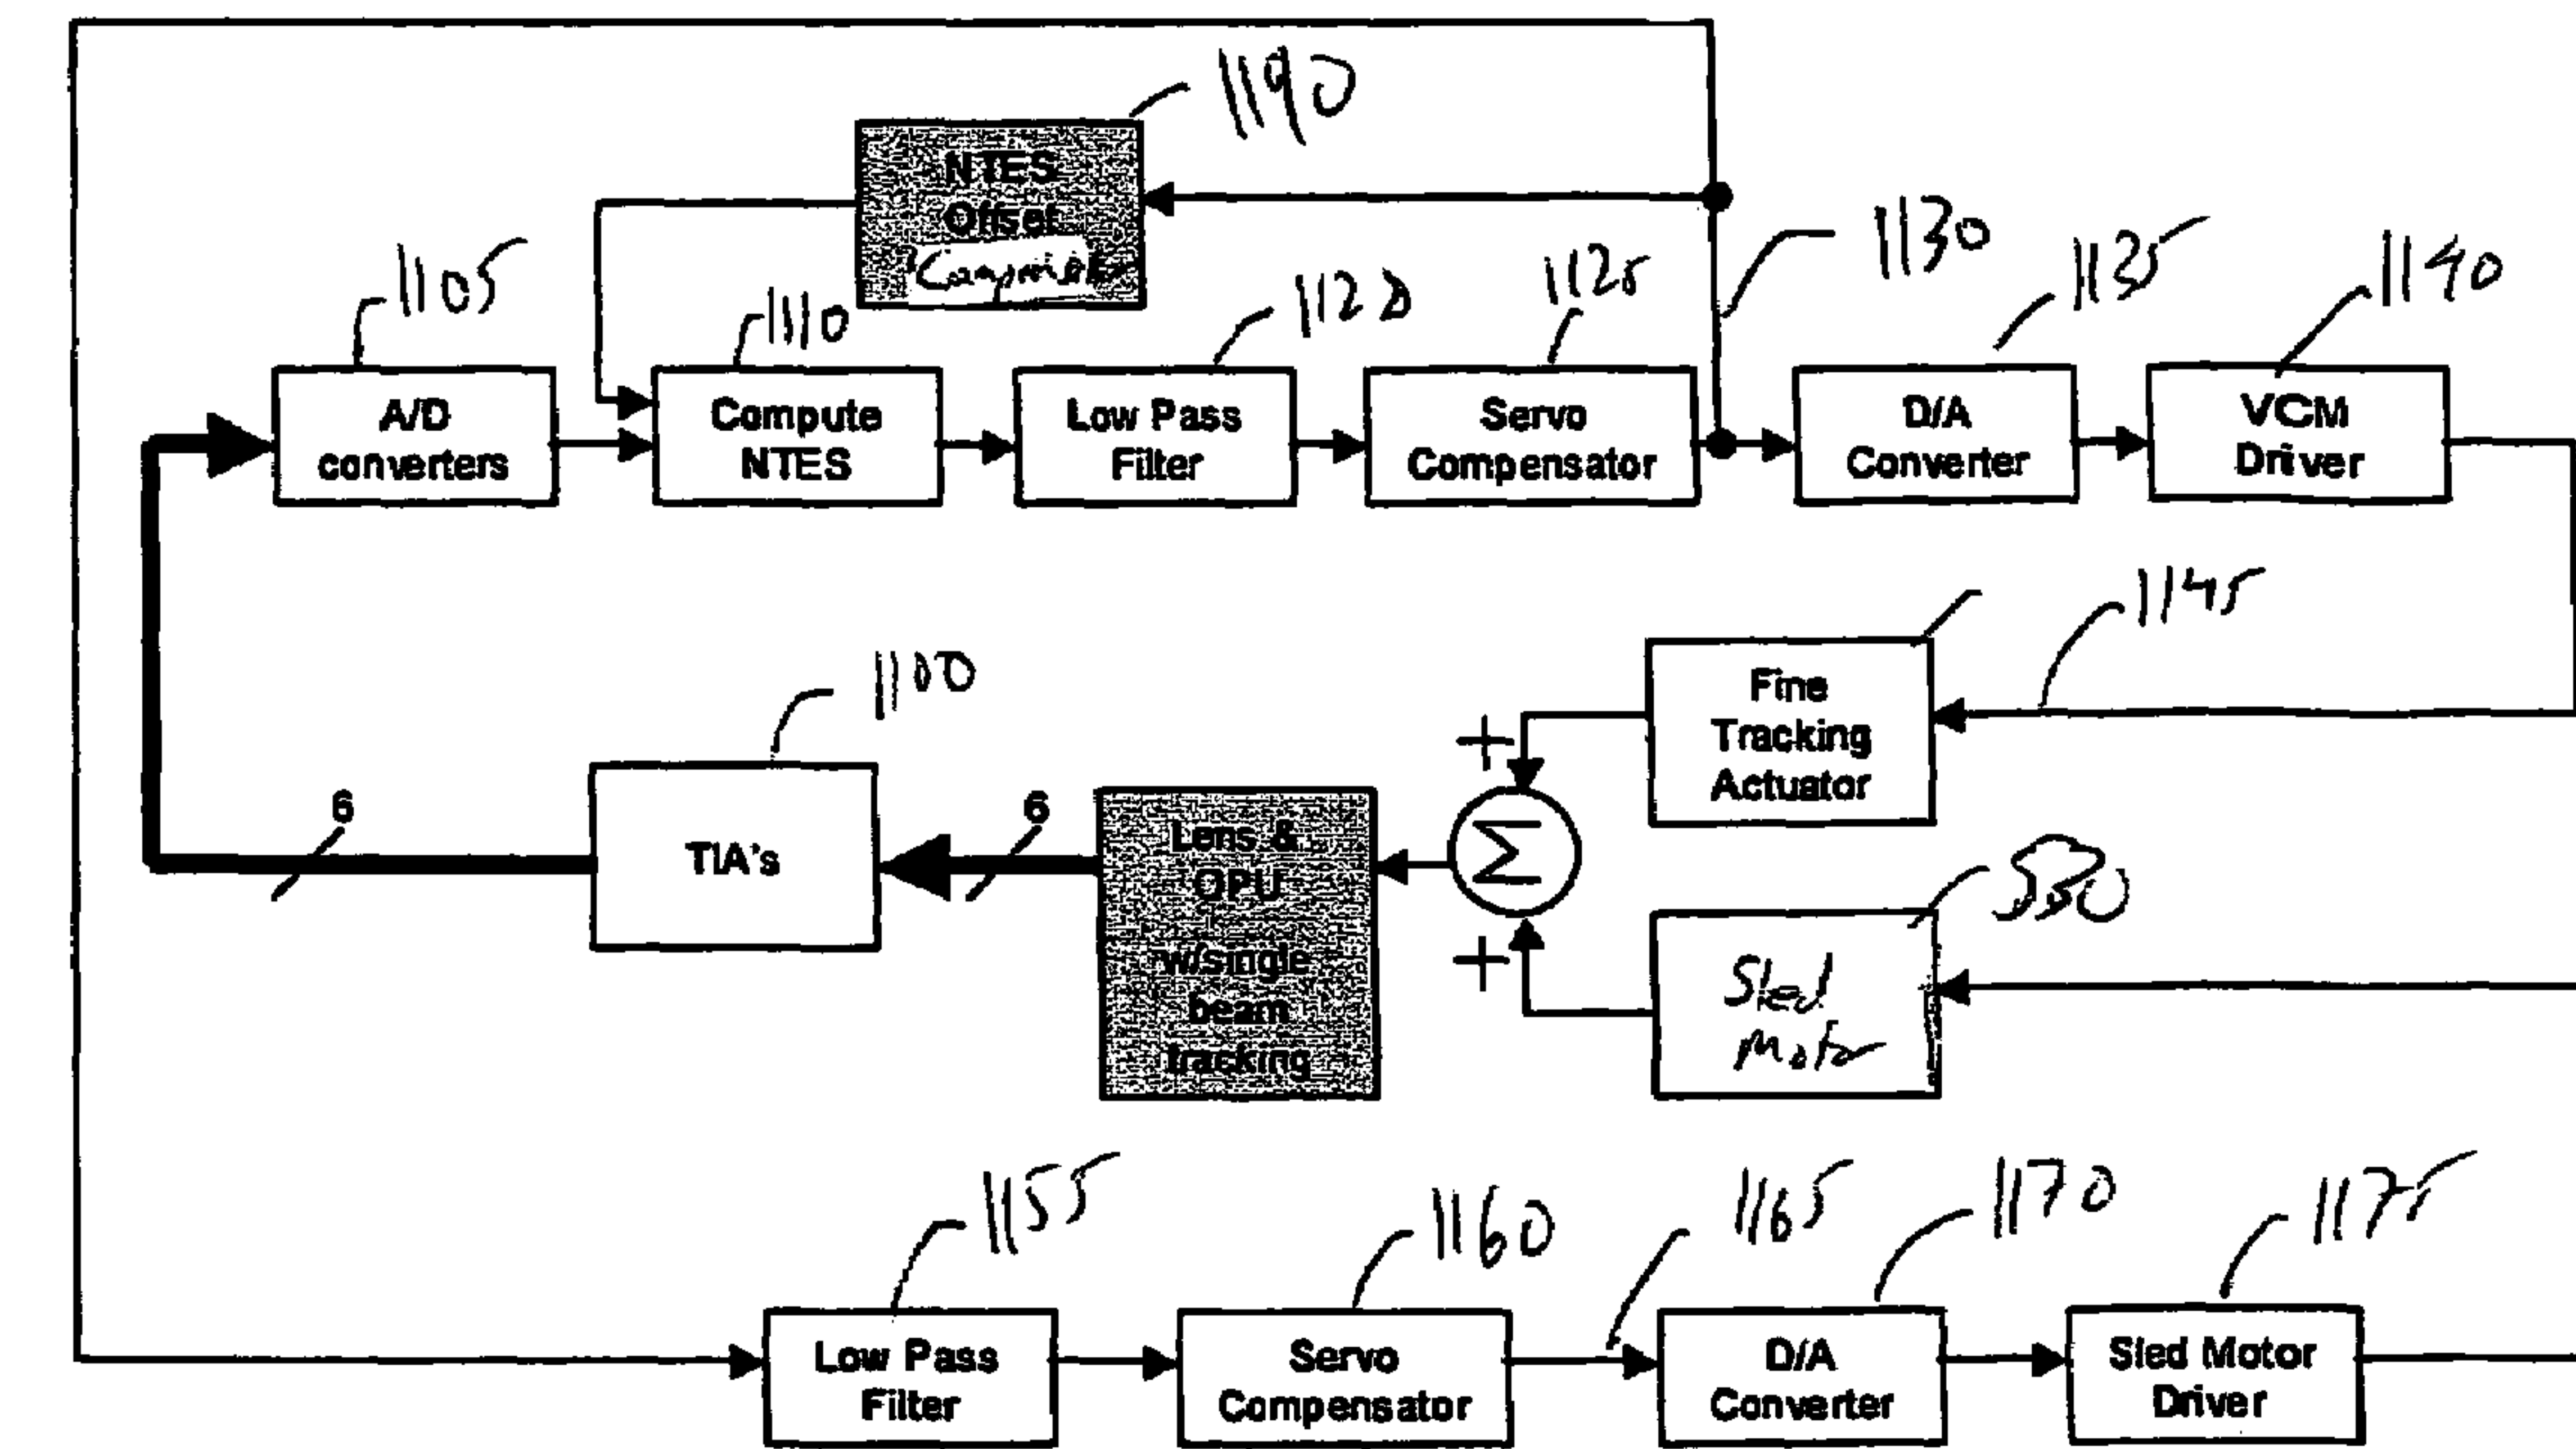 1190
NTES
Offset
1105
1110
1120
1125
1130
1135
1140
A/D
converters
Compute
NTES
Low Pass
Filter
Servo
Compensator
D/A
Converter
VCM
Driver
1145
1100
Fine
Tracking
Actuator
+
6
TIA's
6
Lens &
OPU
w/single
beam
tracking
Σ
+
Sled
Motor
1155
1160
1165
1170
1175
Low Pass
Filter
Servo
Compensator
D/A
Converter
Sled Motor
Driver